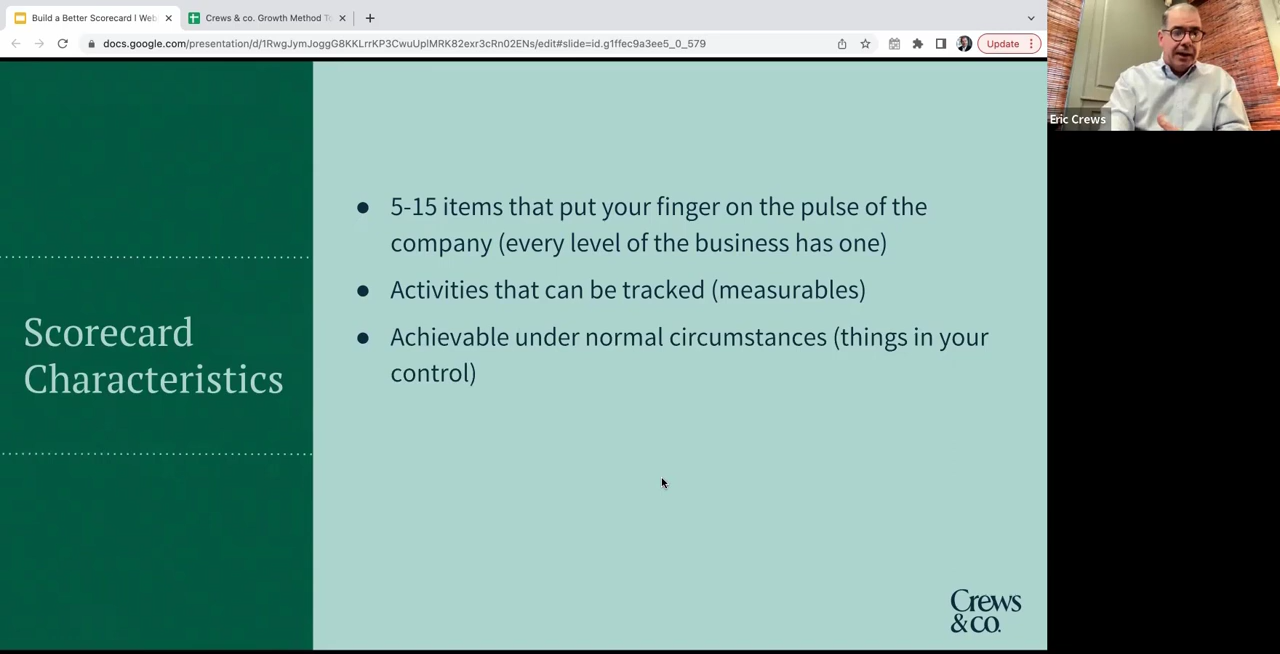 Build a Better Scorecard I Web
Crews & co. Growth Method To
docs.google.com/presentation/d/1RwgJymJoggG8KKLrrKP3CwuUplMRK82exr3cRn02ENs/edit#slide=id.g1ffec9a3ee5_0_579
Update
Eric Crews
Scorecard
Characteristics
● 5-15 items that put your finger on the pulse of the
company (every level of the business has one)
● Activities that can be tracked (measurables)
● Achievable under normal circumstances (things in your
control)
Crews
&co.